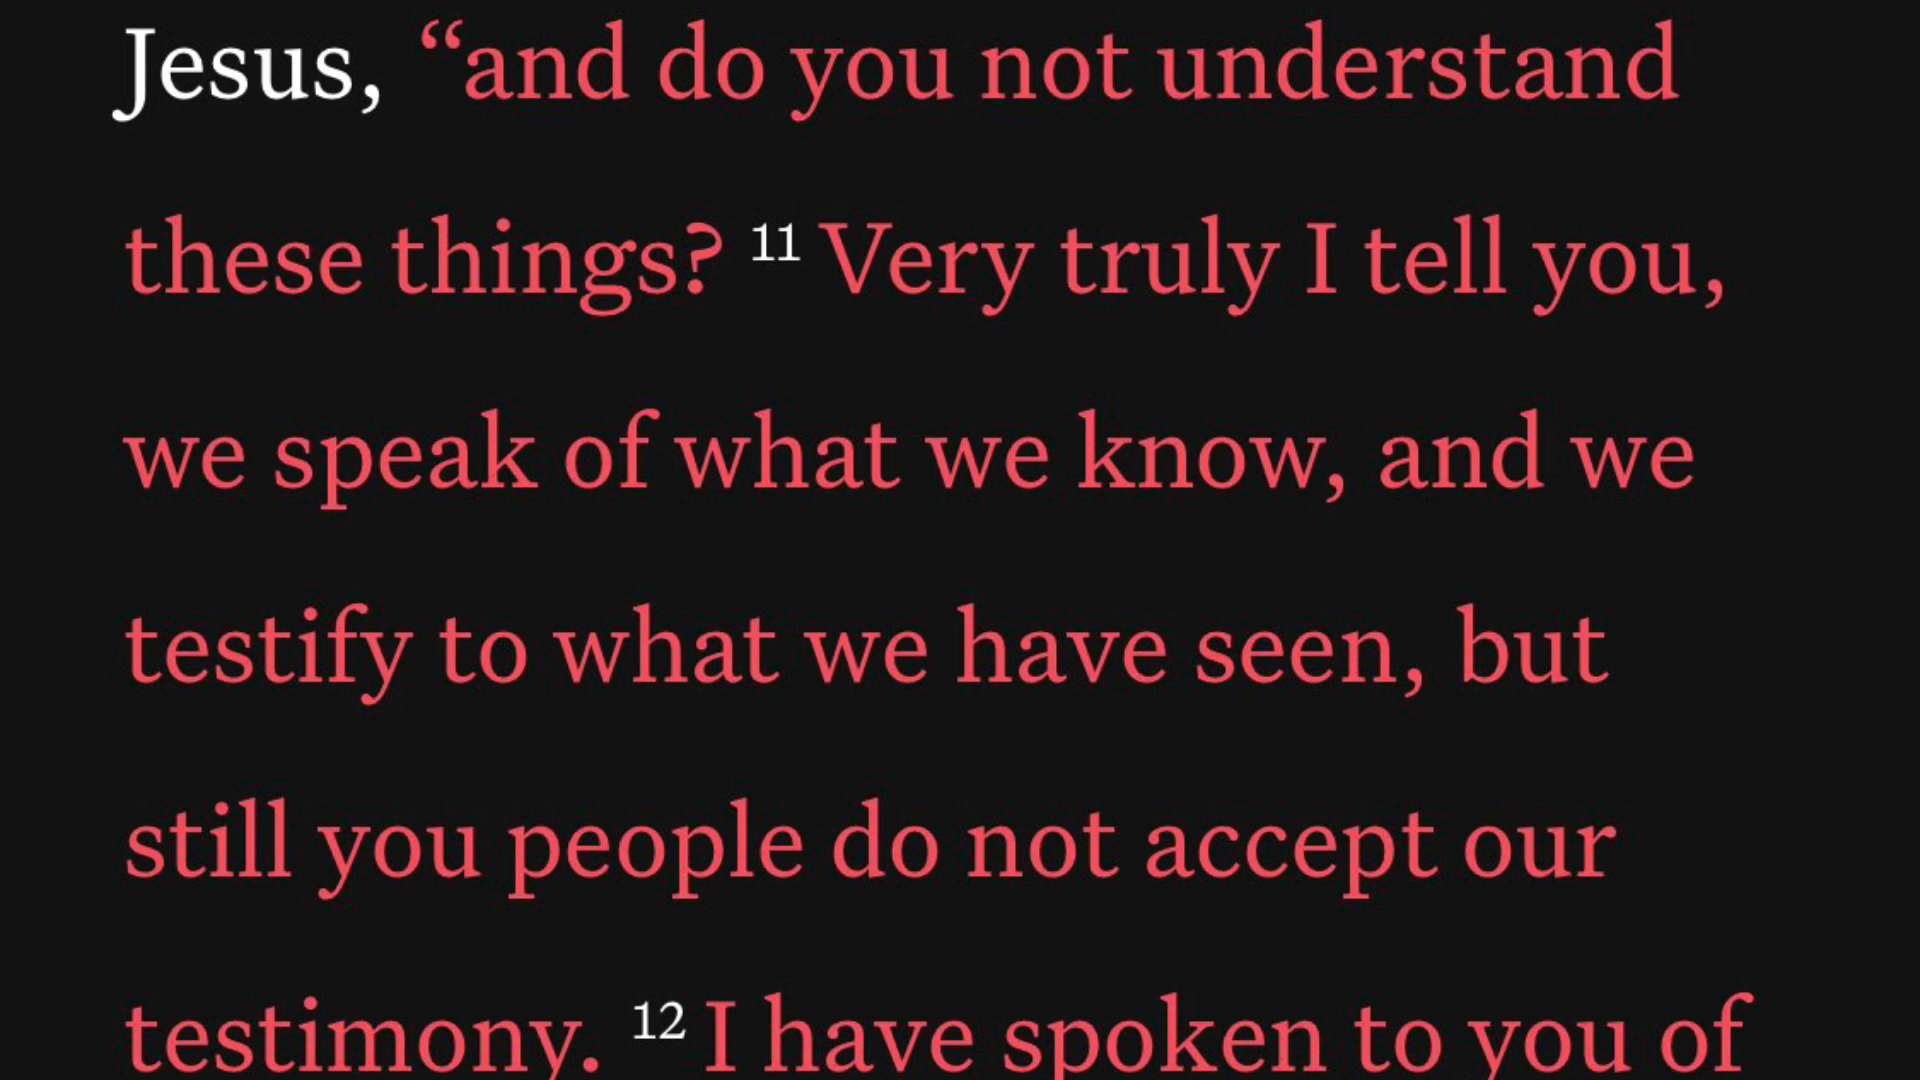 Jesus, “and do you not understand
these things? 11 Very truly I tell you,
we speak of what we know, and we
testify to what we have seen, but
still you people do not accept our
testimony. 12 I have spoken to you of